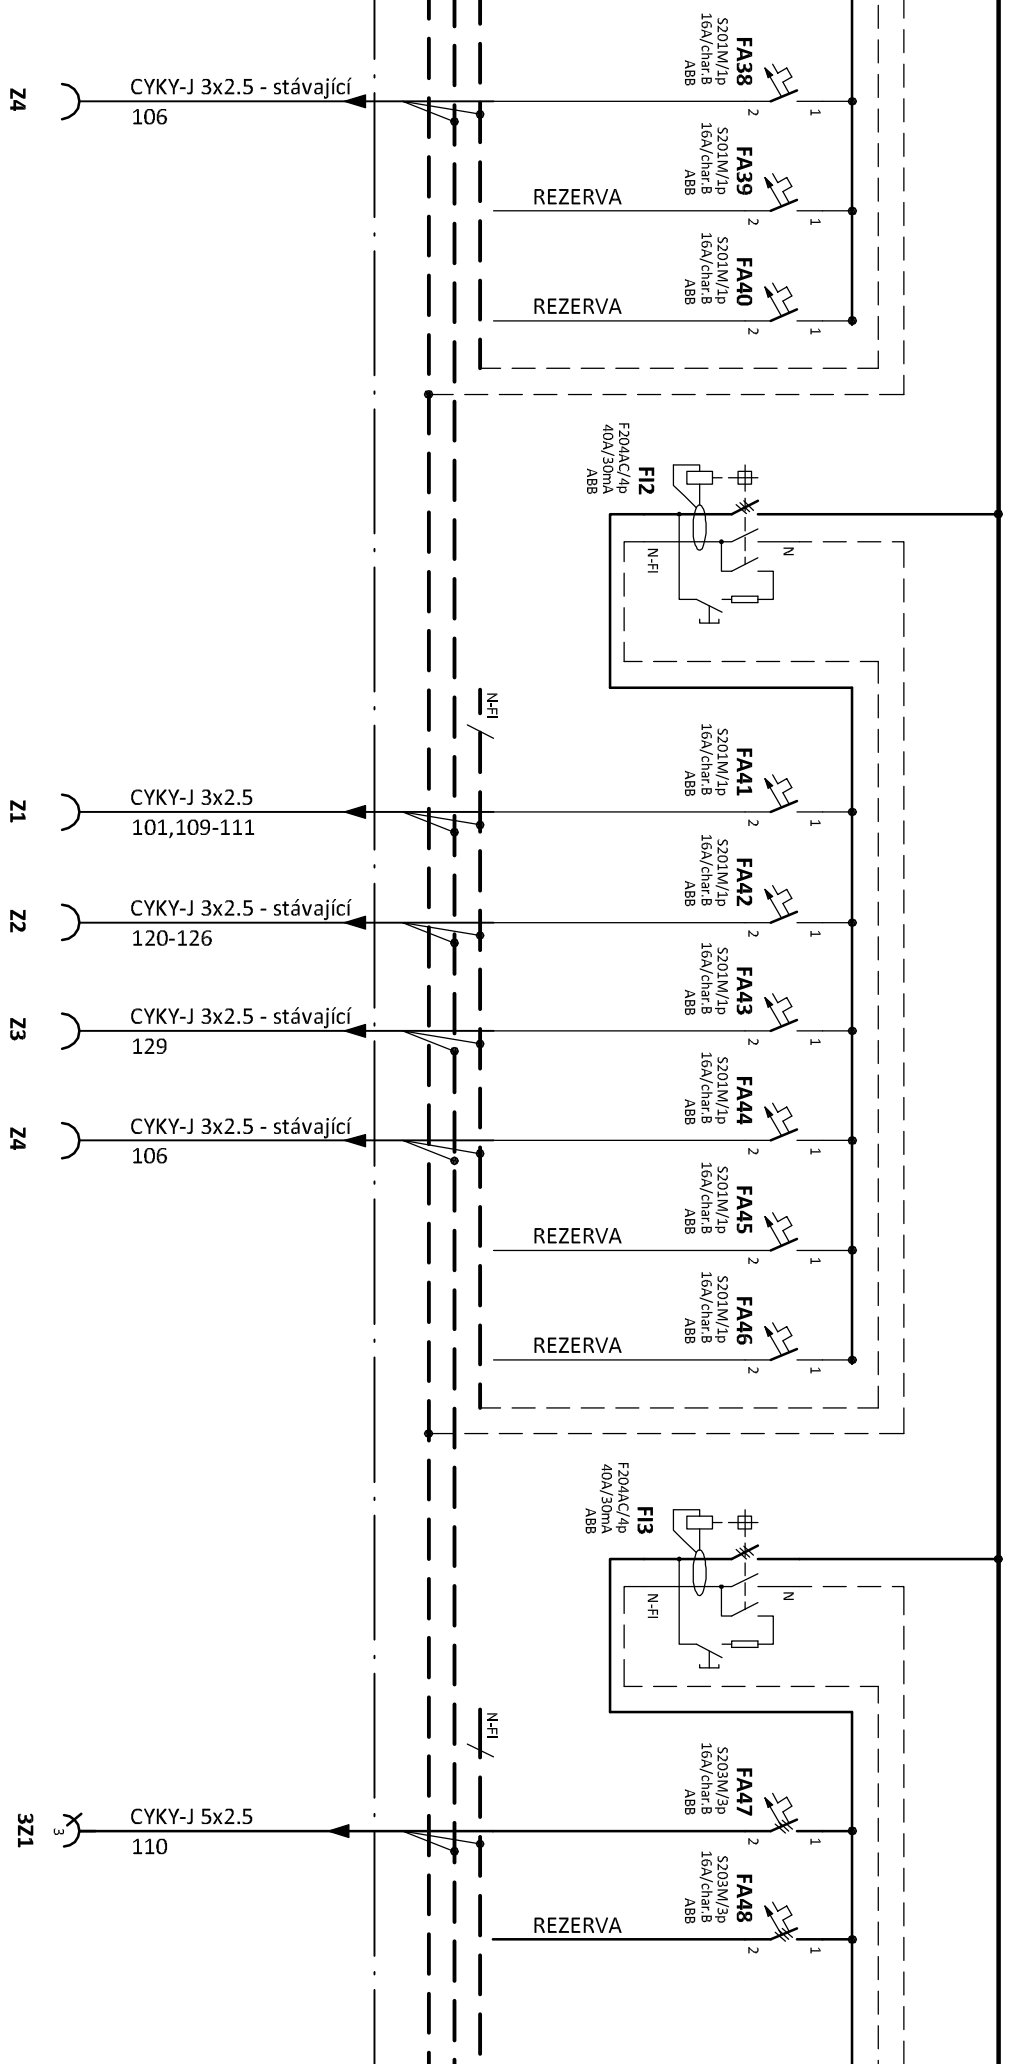 FA38
S201M/1p
16A/char.B
ABB
1
2
CYKY-J 3x2.5 - stávající
106
Z4
FA39
S201M/1p
16A/char.B
ABB
1
2
REZERVA
FA40
S201M/1p
16A/char.B
ABB
1
2
REZERVA
FI2
F204AC/4p
40A/30mA
ABB
N
N-FI
N-FI
FA41
S201M/1p
16A/char.B
ABB
1
2
CYKY-J 3x2.5
101,109-111
Z1
FA42
S201M/1p
16A/char.B
ABB
1
2
CYKY-J 3x2.5 - stávající
120-126
Z2
FA43
S201M/1p
16A/char.B
ABB
1
2
CYKY-J 3x2.5 - stávající
129
Z3
FA44
S201M/1p
16A/char.B
ABB
1
2
CYKY-J 3x2.5 - stávající
106
Z4
FA45
S201M/1p
16A/char.B
ABB
1
2
REZERVA
FA46
S201M/1p
16A/char.B
ABB
1
2
REZERVA
FI3
F204AC/4p
40A/30mA
ABB
N
N-FI
N-FI
FA47
S203M/3p
16A/char.B
ABB
1
2
CYKY-J 5x2.5
110
3
3Z1
FA48
S203M/3p
16A/char.B
ABB
1
2
REZERVA